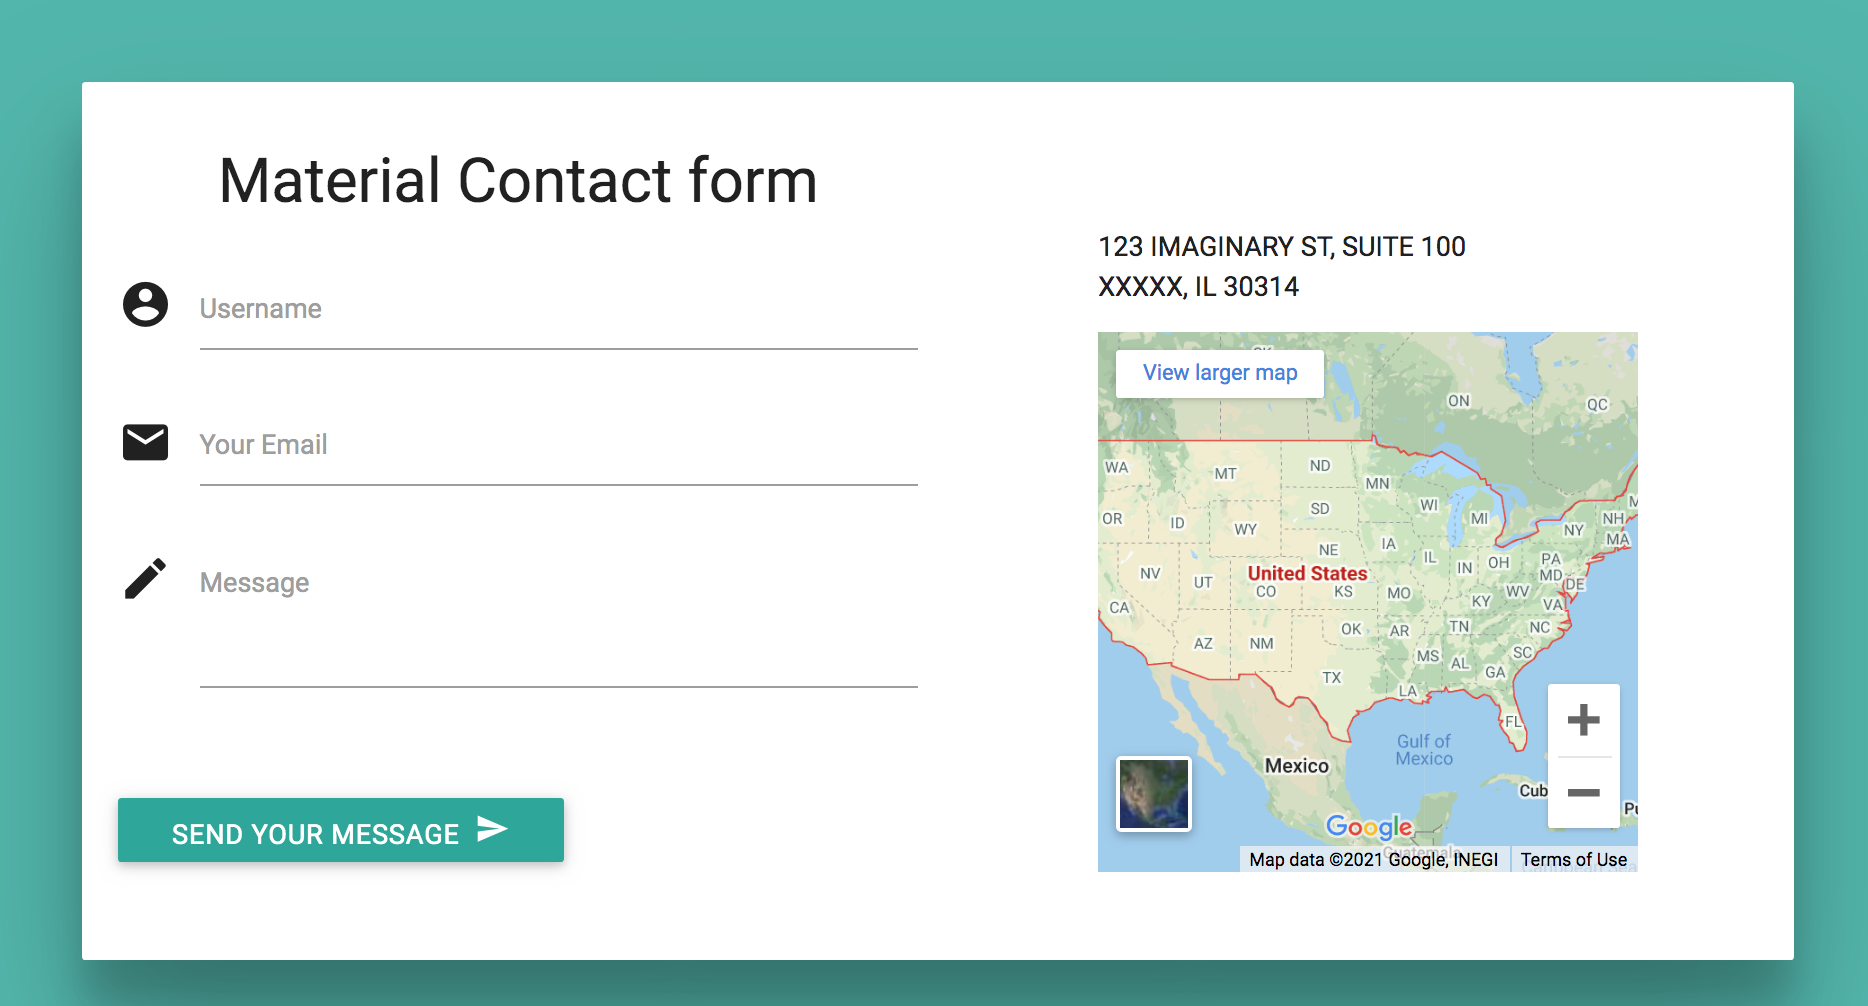 Material Contact form
Username
Your Email
Message
SEND YOUR MESSAGE
123 IMAGINARY ST, SUITE 100
XXXXX, IL 30314
View larger map
ON
QC
WA
MT
ND
MN
OR
ID
WY
SD
WI
MI
NY
NH
MA
NE
IA
IL
IN
OH
PA
MD
DE
NV
UT
United States
CO
KS
MO
KY
WV
VA
CA
AZ
NM
OK
AR
TN
NC
MS
AL
SC
GA
TX
LA
FL
Gulf of
Mexico
Mexico
Cub
Google
Guatemala
Map data ©2021 Google, INEGI
Terms of Use
Caribbean Sea